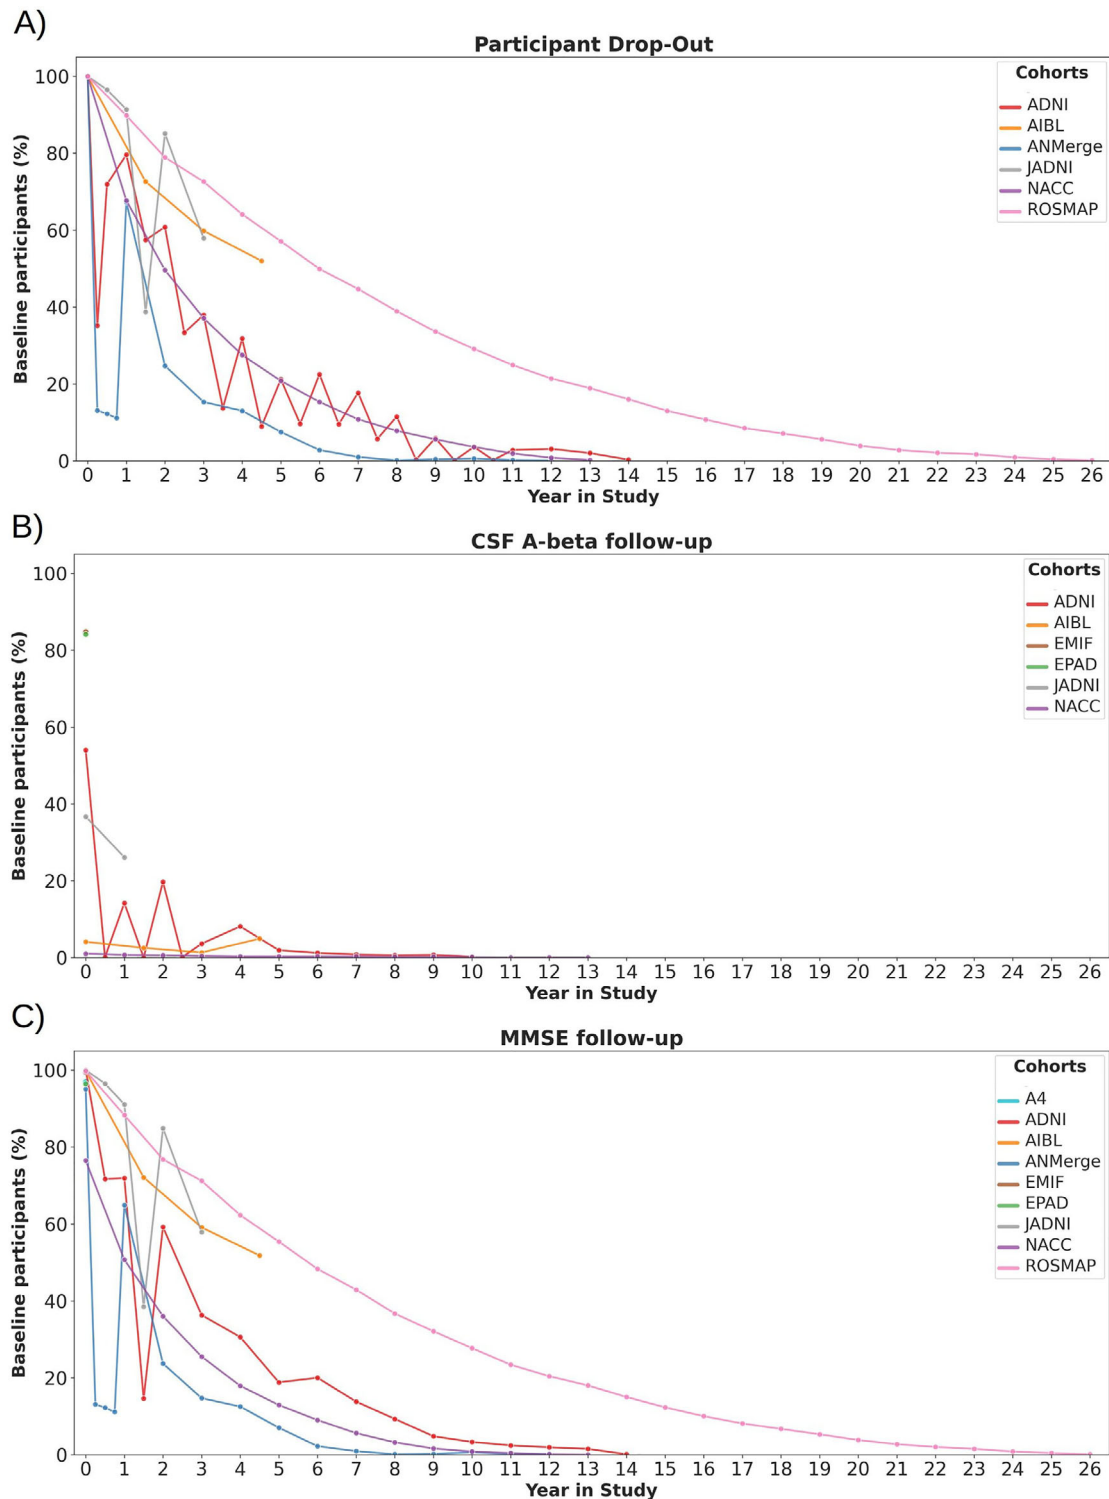 A)
Participant Drop-Out
Baseline participants (%)
100
80
60
40
20
0
0 1 2 3 4 5 6 7 8 9 10 11 12 13 14 15 16 17 18 19 20 21 22 23 24 25 26
Year in Study
Cohorts
ADNI
AIBL
ANMerge
JADNI
NACC
ROSMAP
B)
CSF A-beta follow-up
Baseline participants (%)
100
80
60
40
20
0
0 1 2 3 4 5 6 7 8 9 10 11 12 13 14 15 16 17 18 19 20 21 22 23 24 25 26
Year in Study
Cohorts
ADNI
AIBL
EMIF
EPAD
JADNI
NACC
C)
MMSE follow-up
Baseline participants (%)
100
80
60
40
20
0
0 1 2 3 4 5 6 7 8 9 10 11 12 13 14 15 16 17 18 19 20 21 22 23 24 25 26
Year in Study
Cohorts
A4
ADNI
AIBL
ANMerge
EMIF
EPAD
JADNI
NACC
ROSMAP